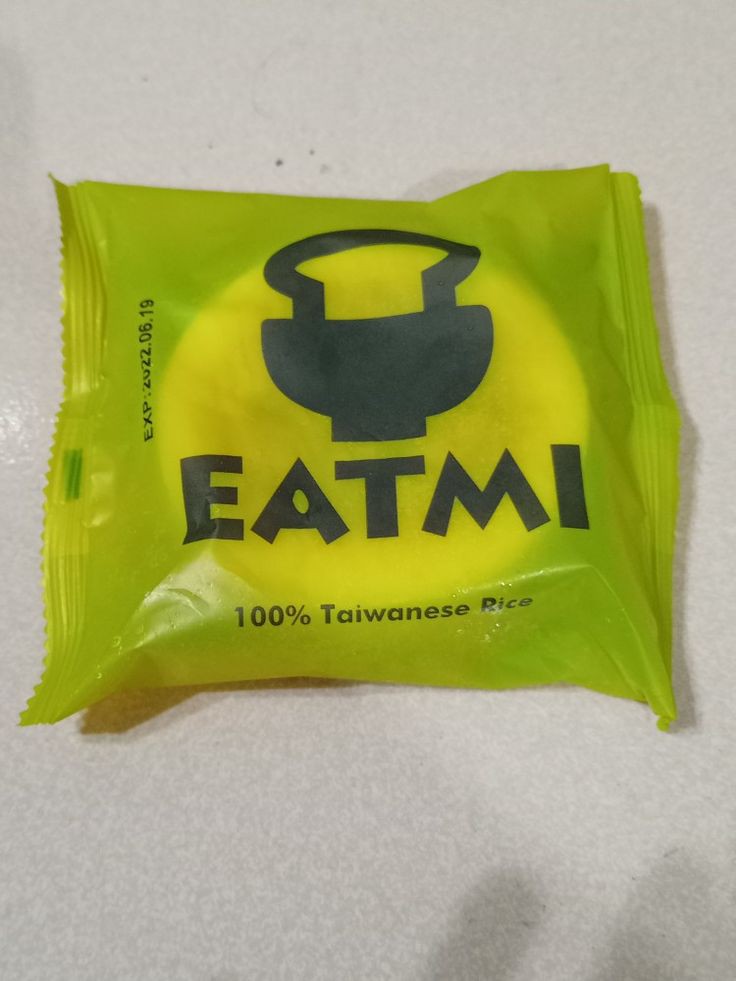 EXP:2022.06.19
EATMI
100% Taiwanese Rice